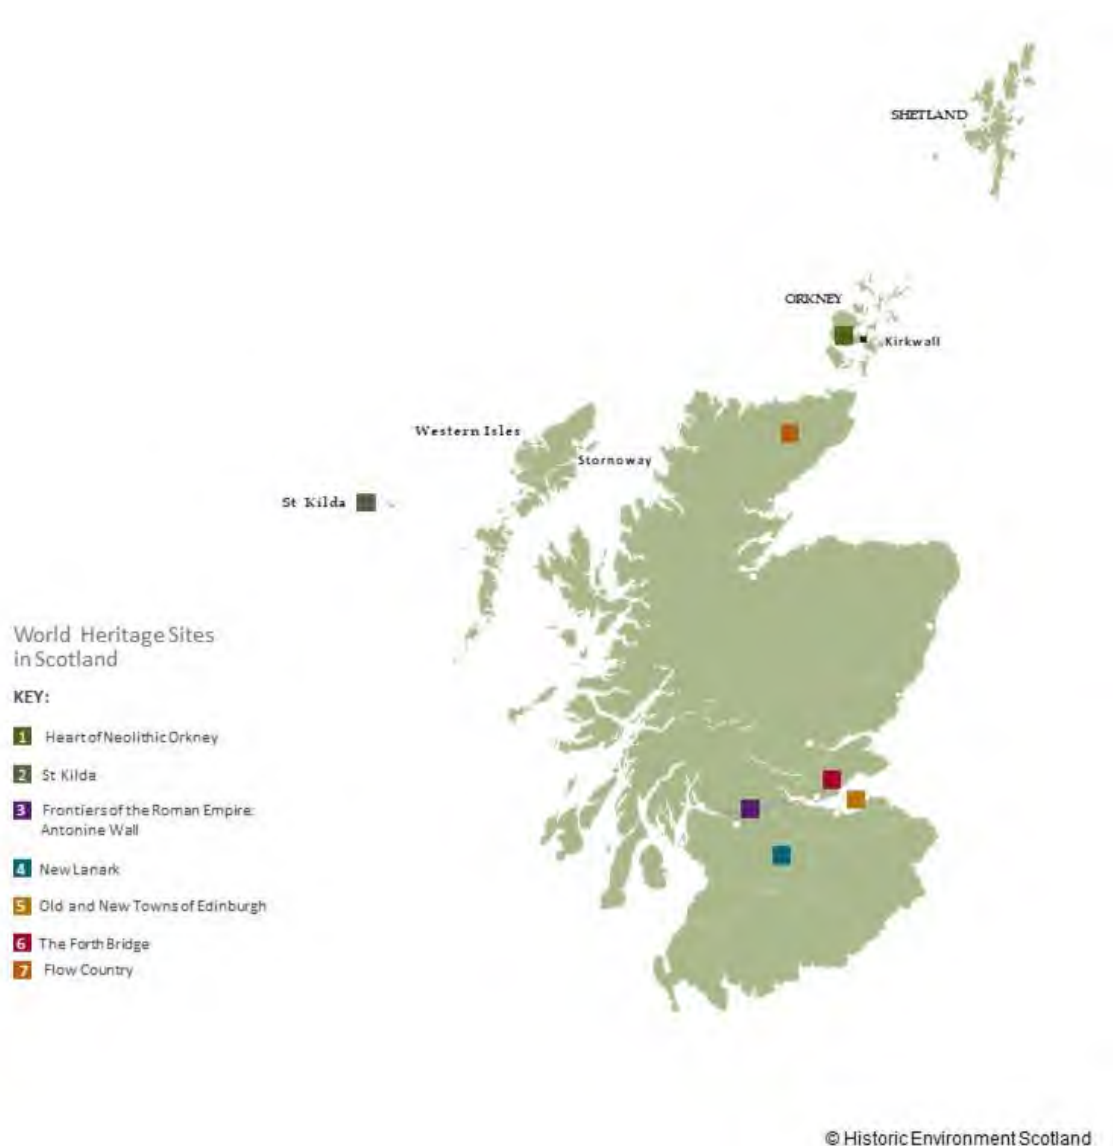 SHETLAND
ORKNEY
Kirkwall
Western Isles
Stornoway
St Kilda
World Heritage Sites
in Scotland
KEY:
1 Heart of Neolithic Orkney
2 St Kilda
3 Frontiers of the Roman Empire:
Antonine Wall
4 New Lanark
5 Old and New Towns of Edinburgh
6 The Forth Bridge
7 Flow Country
© Historic Environment Scotland